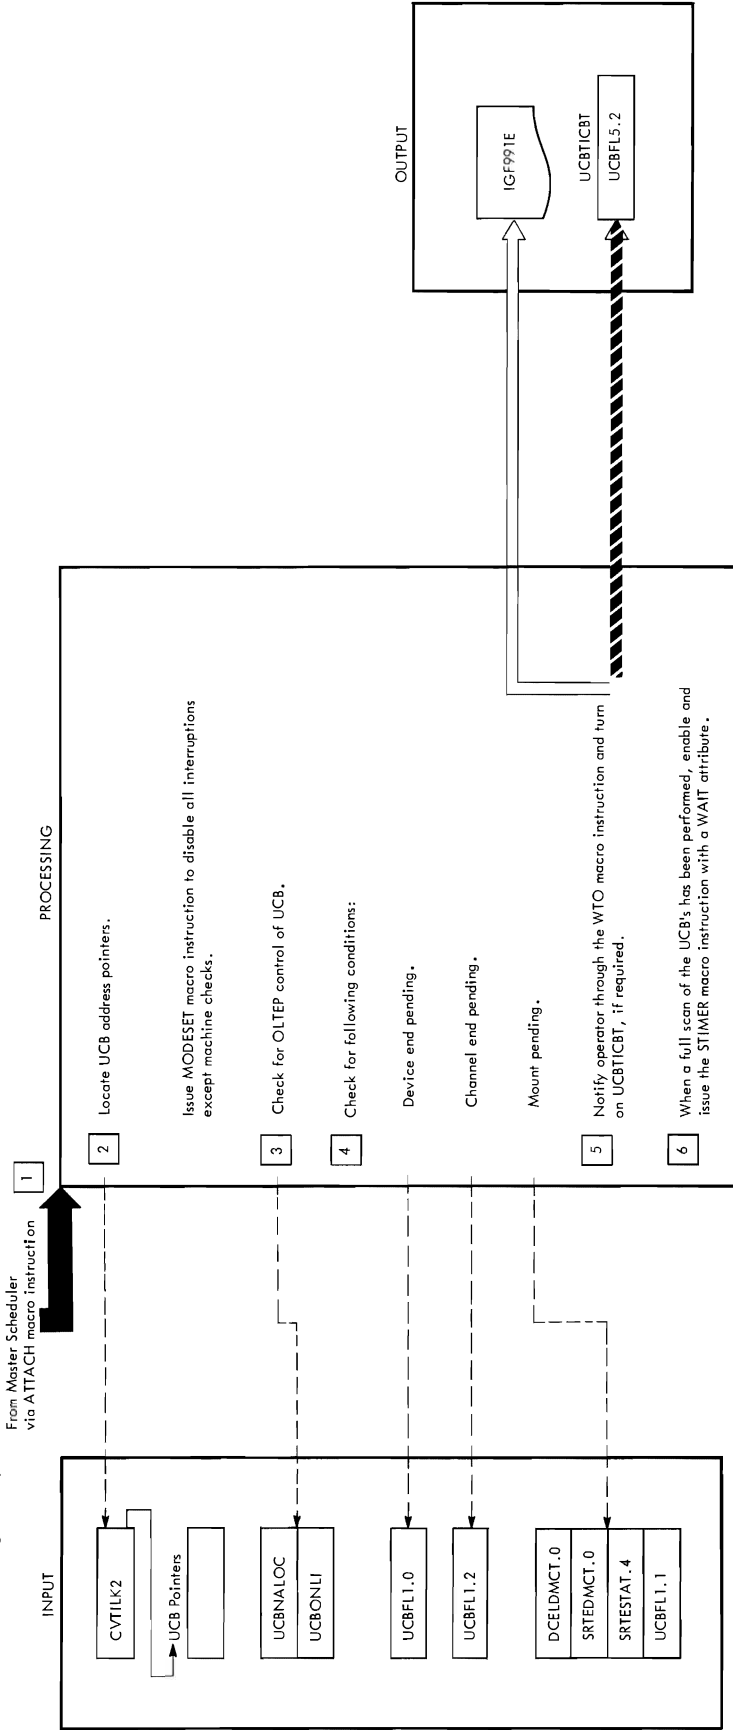 From Master Scheduler
via ATTACH macro instruction
INPUT
CVTILK2
UCB Pointers
UCBNALOC
UCBONLI
UCBFL1.0
UCBFL1.2
DCELDMCT.0
SRTEDMCT.0
SRTESTAT.4
UCBFL1.1
PROCESSING
1
2 Locate UCB address pointers.
Issue MODESET macro instruction to disable all interruptions
except machine checks.
3 Check for OLTEP control of UCB.
4 Check for following conditions:
Device end pending.
Channel end pending.
Mount pending.
5 Notify operator through the WTO macro instruction and turn
on UCBTICBT, if required.
6 When a full scan of the UCB's has been performed, enable and
issue the STIMER macro instruction with a WAIT attribute.
OUTPUT
IGF991E
UCBTICBT
UCBFL5.2